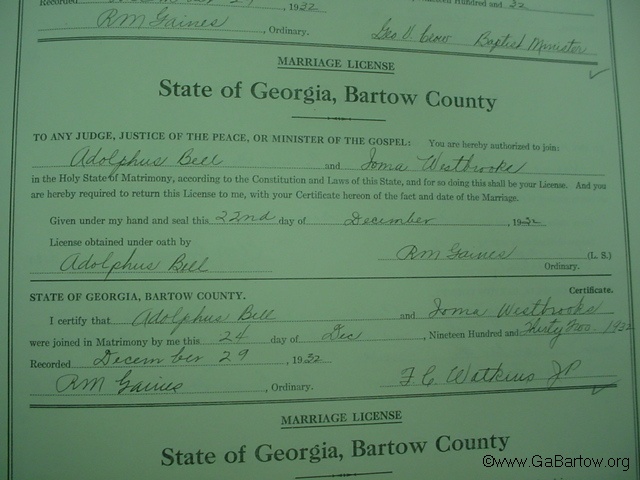 Recorded 29, 1932 Nineteen Hundred and 32
RM Gaines, Ordinary. Geo V. Baptist Minister
MARRIAGE LICENSE
State of Georgia, Bartow County
TO ANY JUDGE, JUSTICE OF THE PEACE, OR MINISTER OF THE GOSPEL: You are hereby authorized to join:
Adolphus Bell and Ioma Westbrooks
in the Holy State of Matrimony, according to the Constitution and Laws of this State, and for so doing this shall be your License. And you
are hereby required to return this License to me, with your Certificate hereon of the fact and date of the Marriage.
Given under my hand and seal this 22nd day of December, 1932
License obtained under oath by
Adolphus Bell RM Gaines (L. S.)
Ordinary.
STATE OF GEORGIA, BARTOW COUNTY. Certificate.
I certify that Adolphus Bell and Ioma Westbrooks
were joined in Matrimony by me this 24 day of Dec, Nineteen Hundred and Thirty Two. 1932
Recorded December 29, 1932
RM Gaines, Ordinary. F. C. Watkins JP
MARRIAGE LICENSE
State of Georgia, Bartow County
©www.GaBartow.org